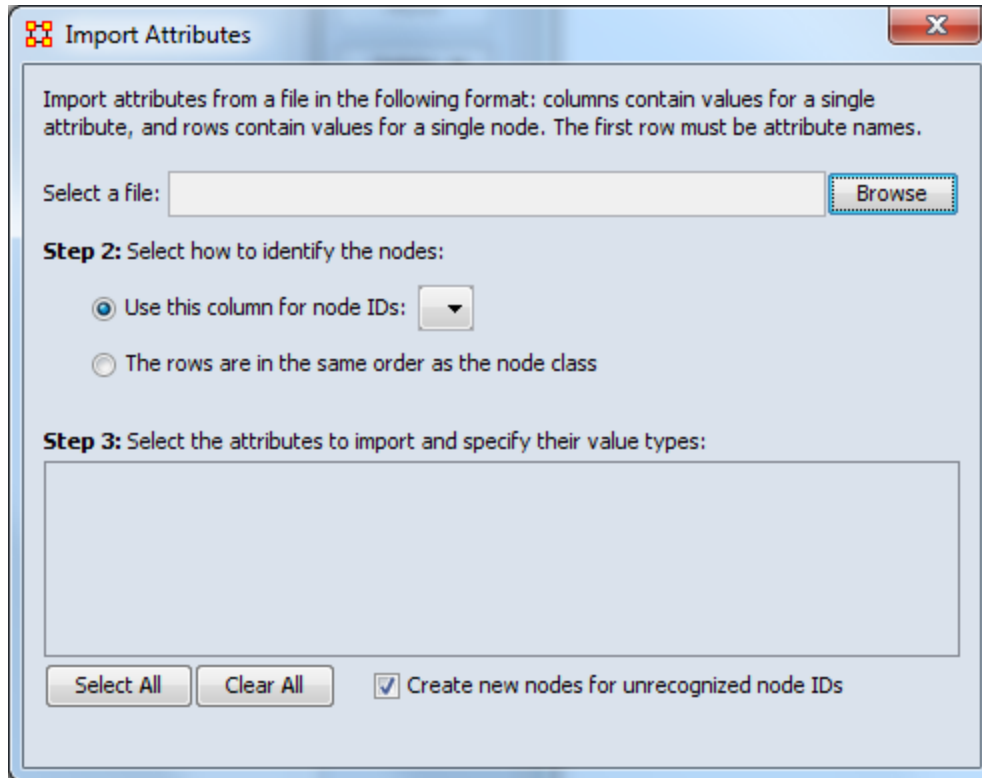 Import Attributes
Import attributes from a file in the following format: columns contain values for a single
attribute, and rows contain values for a single node. The first row must be attribute names.
Select a file: Browse
Step 2: Select how to identify the nodes:
Use this column for node IDs:
The rows are in the same order as the node class
Step 3: Select the attributes to import and specify their value types:
Select All Clear All Create new nodes for unrecognized node IDs